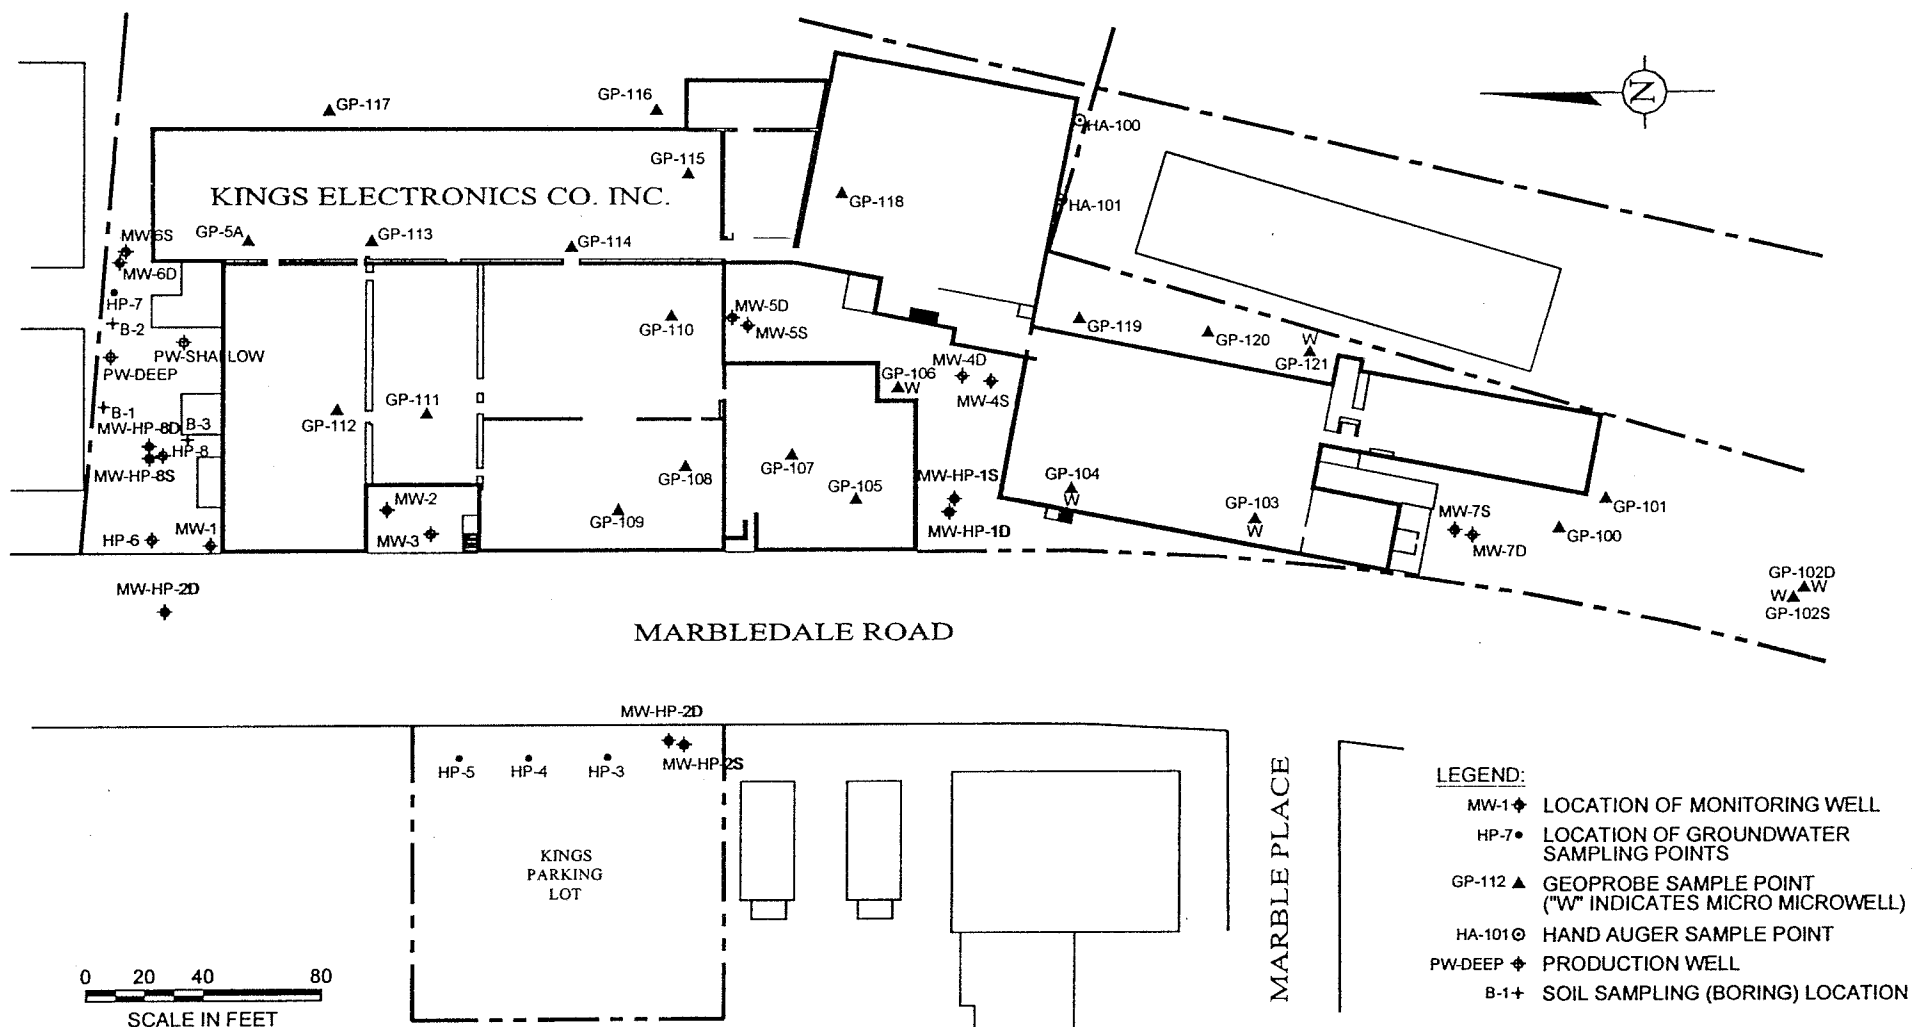 GP-117
GP-116
N
HA-100
GP-115
KINGS ELECTRONICS CO. INC.
GP-118
HA-101
MW-6S
GP-5A
GP-113
GP-114
MW-6D
HP-7
B-2
MW-5D
GP-110
MW-5S
GP-119
GP-120
W
GP-121
PW-SHALLOW
PW-DEEP
MW-4D
GP-106
W
MW-4S
B-1
GP-111
GP-112
MW-HP-8D
B-3
HP-8
MW-HP-8S
GP-107
GP-108
GP-105
MW-HP-1S
GP-104
W
GP-101
MW-2
GP-109
GP-103
W
MW-7S
MW-HP-1D
MW-7D
GP-100
HP-6
MW-1
MW-3
GP-102D
W
W
GP-102S
MW-HP-2D
MARBLEDALE ROAD
MW-HP-2D
MW-HP-2S
HP-5
HP-4
HP-3
KINGS
PARKING
LOT
MARBLE PLACE
LEGEND:
MW-1 LOCATION OF MONITORING WELL
HP-7 LOCATION OF GROUNDWATER
SAMPLING POINTS
GP-112 GEOPROBE SAMPLE POINT
("W" INDICATES MICRO MICROWELL)
HA-101 HAND AUGER SAMPLE POINT
PW-DEEP PRODUCTION WELL
B-1 SOIL SAMPLING (BORING) LOCATION
0 20 40 80
SCALE IN FEET